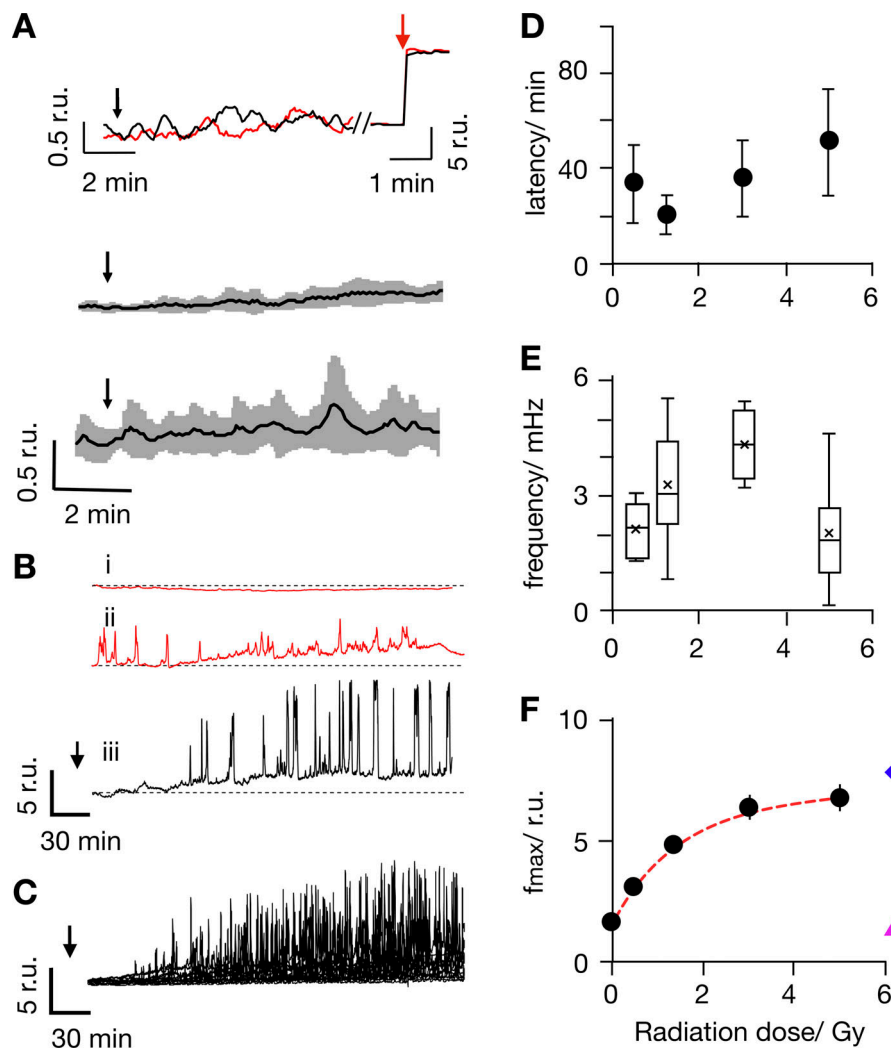 A
0.5 r.u.
2 min
1 min
5 r.u.
0.5 r.u.
2 min
B
i
ii
iii
5 r.u.
30 min
C
5 r.u.
30 min
D
latency/ min
80
40
0
0 2 4 6
E
frequency/ mHz
6
3
0
0 2 4 6
F
fmax/ r.u.
10
5
0
0 2 4 6
Radiation dose/ Gy